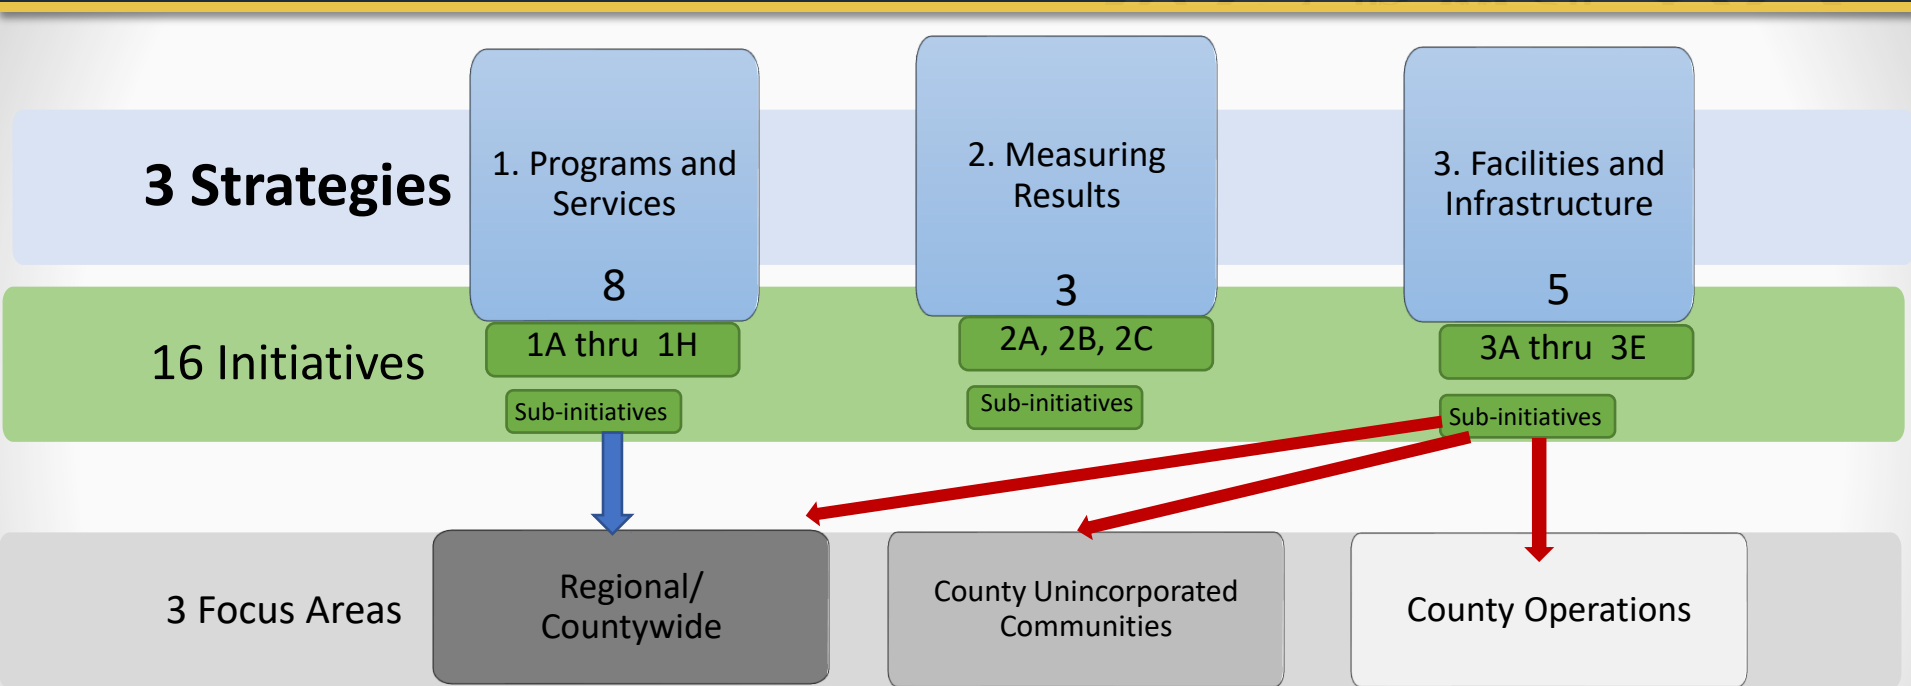 3 Strategies
1. Programs and
Services
8
2. Measuring
Results
3
3. Facilities and
Infrastructure
5
16 Initiatives
1A thru 1H
2A, 2B, 2C
3A thru 3E
Sub-initiatives
Sub-initiatives
Sub-initiatives
3 Focus Areas
Regional/
Countywide
County Unincorporated
Communities
County Operations